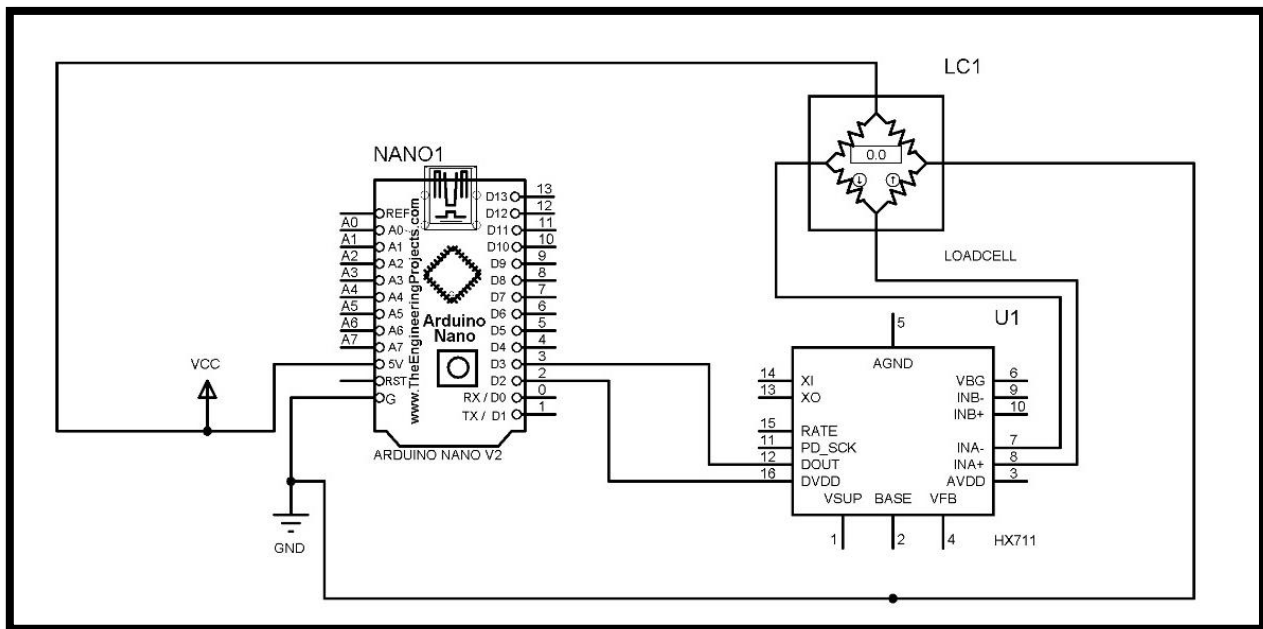 LC1
0.0
LOADCELL
NANO1
www.TheEngineeringProjects.com
Arduino
Nano
REF
A0 A0
A1 A1
A2 A2
A3 A3
A4 A4
A5 A5
A6 A6
A7 A7
5V
RST
G
D13 13
D12 12
D11 11
D10 10
D9 9
D8 8
D7 7
D6 6
D5 5
D4 4
D3 3
D2 2
RX / D0 0
TX / D1 1
ARDUINO NANO V2
VCC
GND
U1
5
AGND
14 XI
13 XO
15 RATE
11 PD_SCK
12 DOUT
16 DVDD
VBG 6
INB- 9
INB+ 10
INA- 7
INA+ 8
AVDD 3
VSUP BASE VFB
1 2 4
HX711